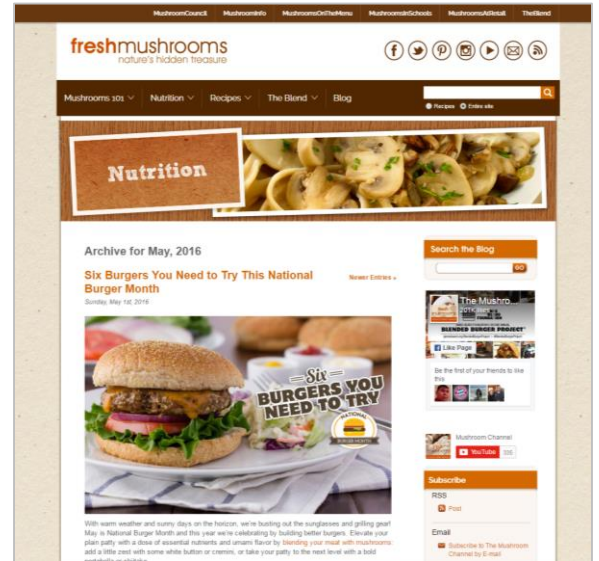 MushroomCouncil MushroomInfo MushroomsOnTheMenu MushroomsInSchools MushroomsAtRetail TheBlend
freshmushrooms
nature's hidden treasure
Mushrooms 101 Nutrition Recipes The Blend Blog
Recipes Entire site
Nutrition
Archive for May, 2016
Six Burgers You Need to Try This National
Burger Month
Newer Entries »
Sunday, May 1st, 2016
Six
BURGERS YOU
NEED TO TRY
NATIONAL
BURGER MONTH
With warm weather and sunny days on the horizon, we're busting out the sunglasses and grilling gear!
May is National Burger Month and this year we're celebrating by building better burgers. Elevate your
plain patty with a dose of essential nutrients and umami flavor by blending your meat with mushrooms:
add a little zest with some white button or cremini, or take your patty to the next level with a bold
Search the Blog
GO
The Mushro...
BLENDED BURGER PROJECT
Like Page
Be the first of your friends to like
this
Mushroom Channel
YouTube
Subscribe
RSS
Post
Email
Subscribe to The Mushroom
Channel by E-mail